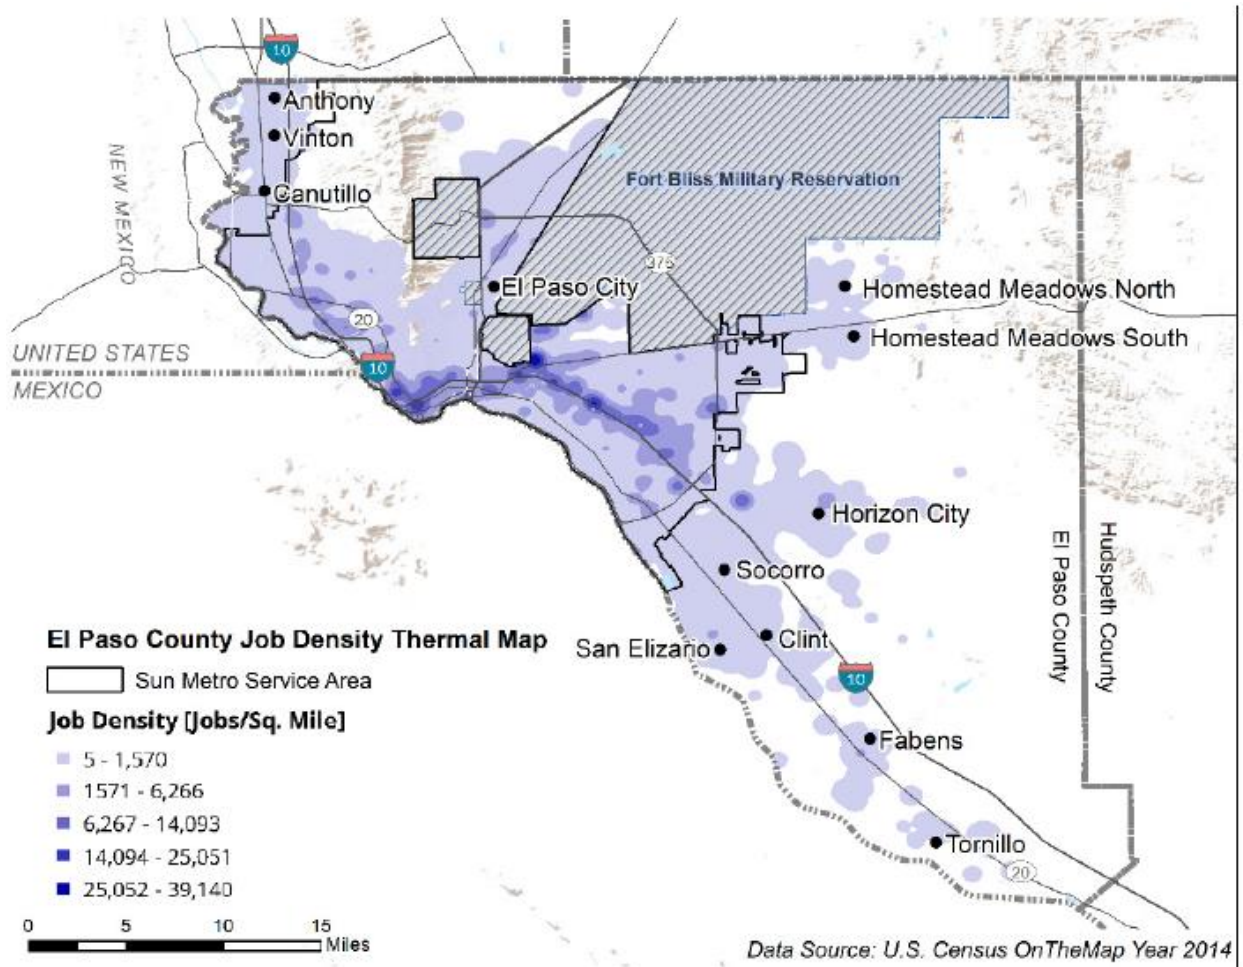 10
Anthony
Vinton
Canutillo
NEW MEXICO
Fort Bliss Military Reservation
375
El Paso City
Homestead Meadows North
20
Homestead Meadows South
UNITED STATES
10
MEXICO
Horizon City
Socorro
Hudspeth County
El Paso County
El Paso County Job Density Thermal Map
San Elizario
Clint
Sun Metro Service Area
10
Job Density [Jobs/Sq. Mile]
Fabens
5 - 1,570
1571 - 6,266
6,267 - 14,093
Tornillo
14,094 - 25,051
20
25,052 - 39,140
0 5 10 15
Miles
Data Source: U.S. Census OnTheMap Year 2014